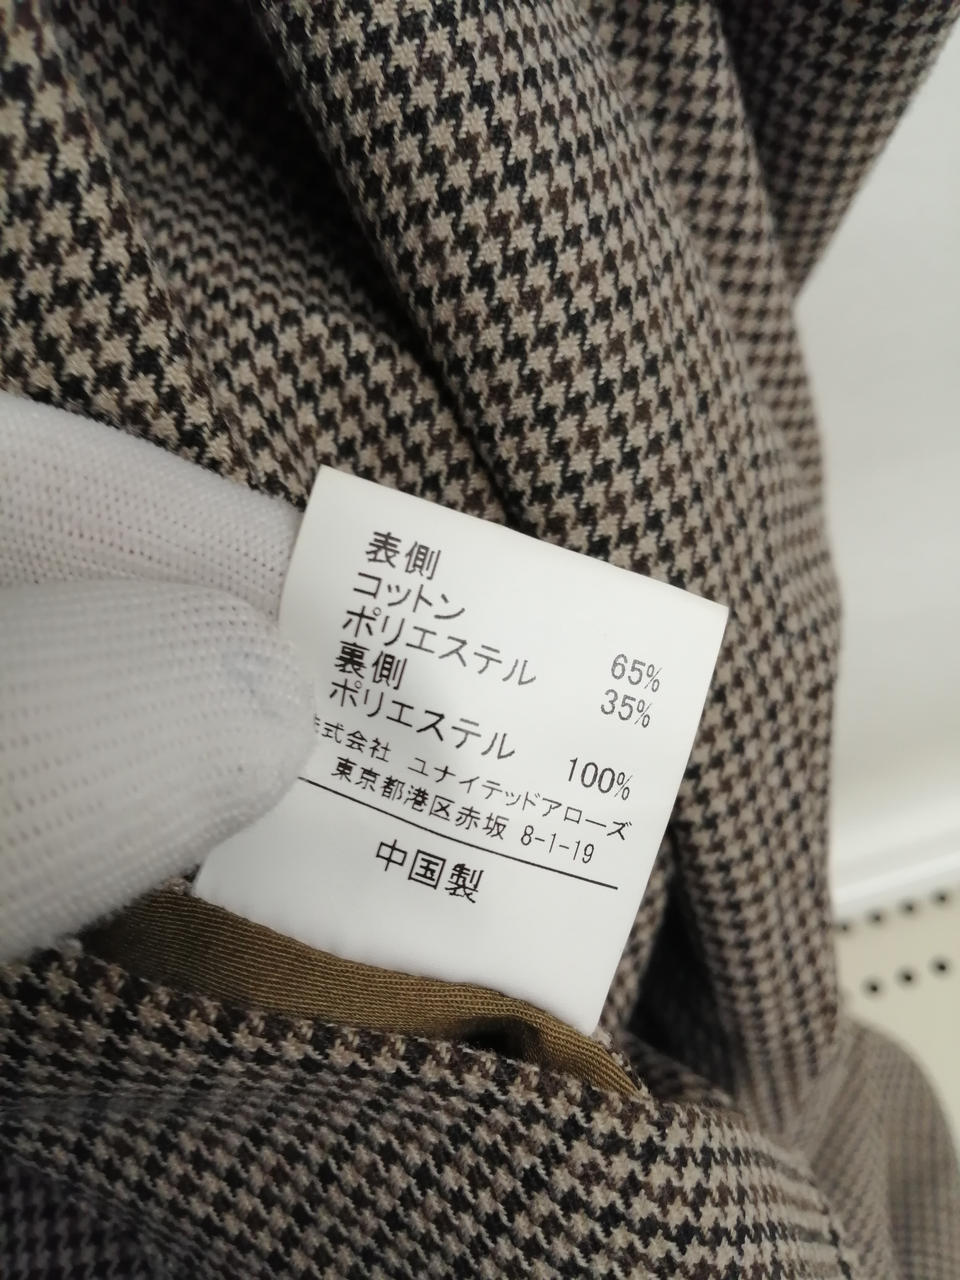 表側
コットン 65%
ポリエステル 35%
裏側
ポリエステル 100%
式会社 ユナイテッドアローズ
東京都港区赤坂 8-1-19
中国製